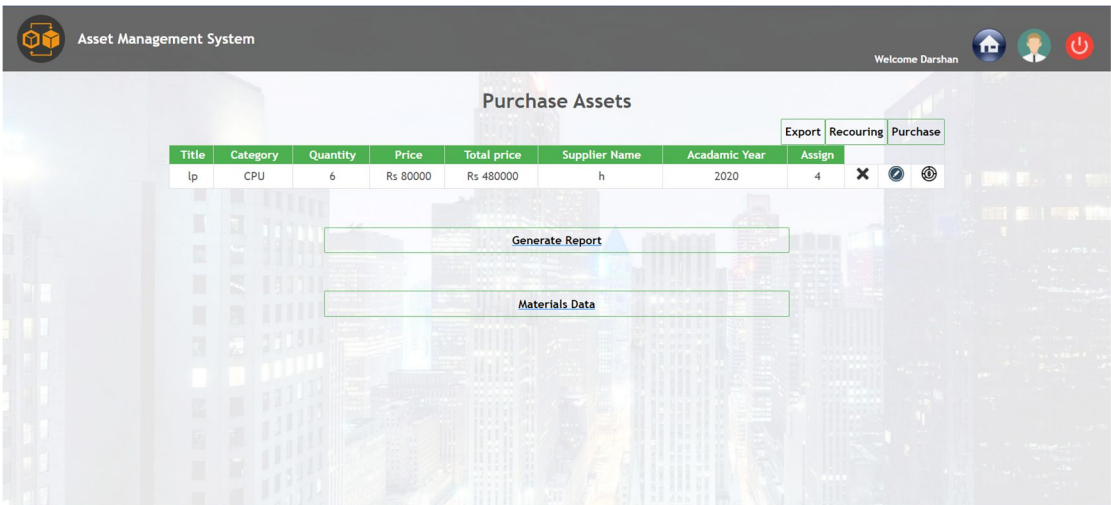 Asset Management System
Welcome Darshan
Purchase Assets
Export Recouring Purchase
Title Category Quantity Price Total price Supplier Name Acadamic Year Assign
lp CPU 6 Rs 80000 Rs 480000 h 2020 4
Generate Report
Materials Data